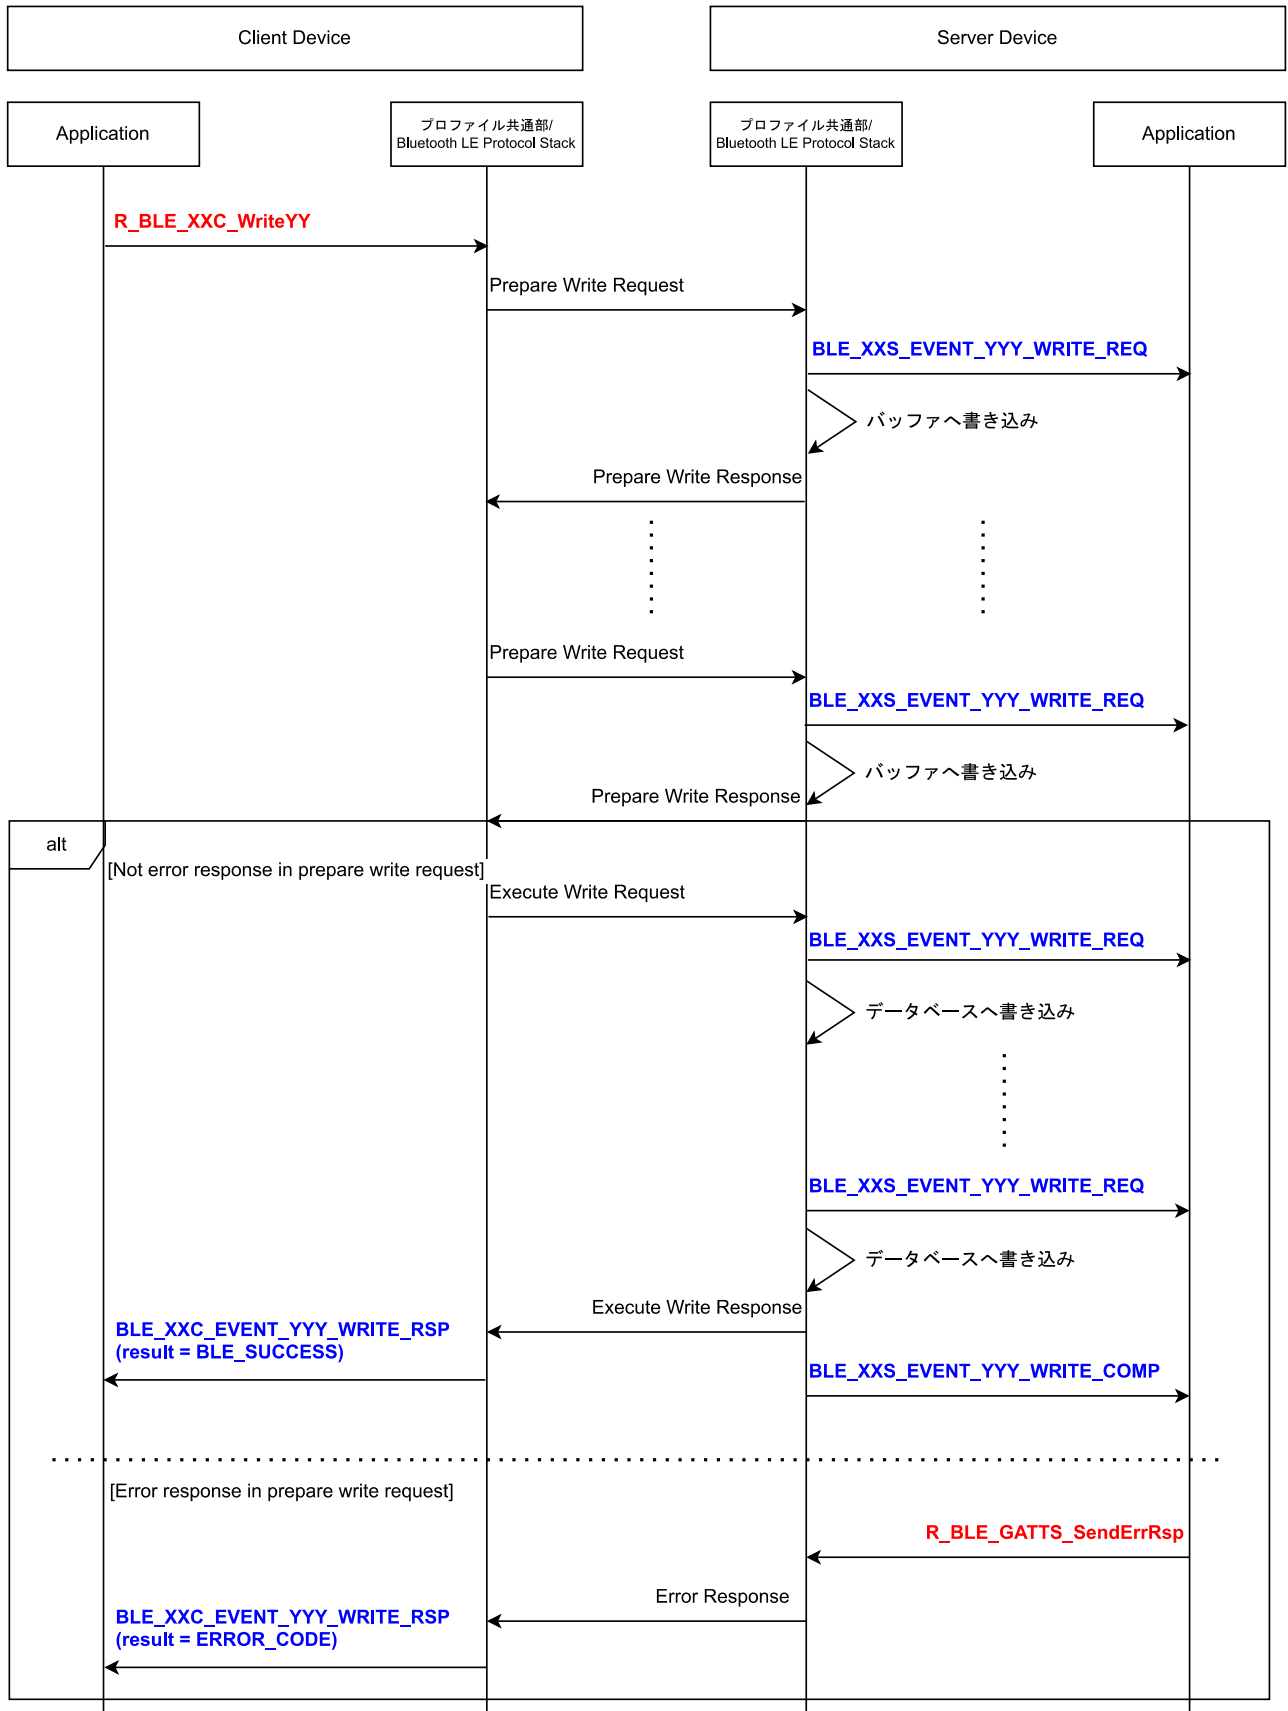 Client Device
Server Device
Application
プロファイル共通部/
Bluetooth LE Protocol Stack
プロファイル共通部/
Bluetooth LE Protocol Stack
Application
R_BLE_XXC_WriteYY
Prepare Write Request
BLE_XXS_EVENT_YYY_WRITE_REQ
バッファへ書き込み
Prepare Write Response
Prepare Write Request
BLE_XXS_EVENT_YYY_WRITE_REQ
バッファへ書き込み
Prepare Write Response
alt
[Not error response in prepare write request]
Execute Write Request
BLE_XXS_EVENT_YYY_WRITE_REQ
データベースへ書き込み
BLE_XXS_EVENT_YYY_WRITE_REQ
データベースへ書き込み
Execute Write Response
BLE_XXC_EVENT_YYY_WRITE_RSP
(result = BLE_SUCCESS)
BLE_XXS_EVENT_YYY_WRITE_COMP
[Error response in prepare write request]
R_BLE_GATTS_SendErrRsp
Error Response
BLE_XXC_EVENT_YYY_WRITE_RSP
(result = ERROR_CODE)